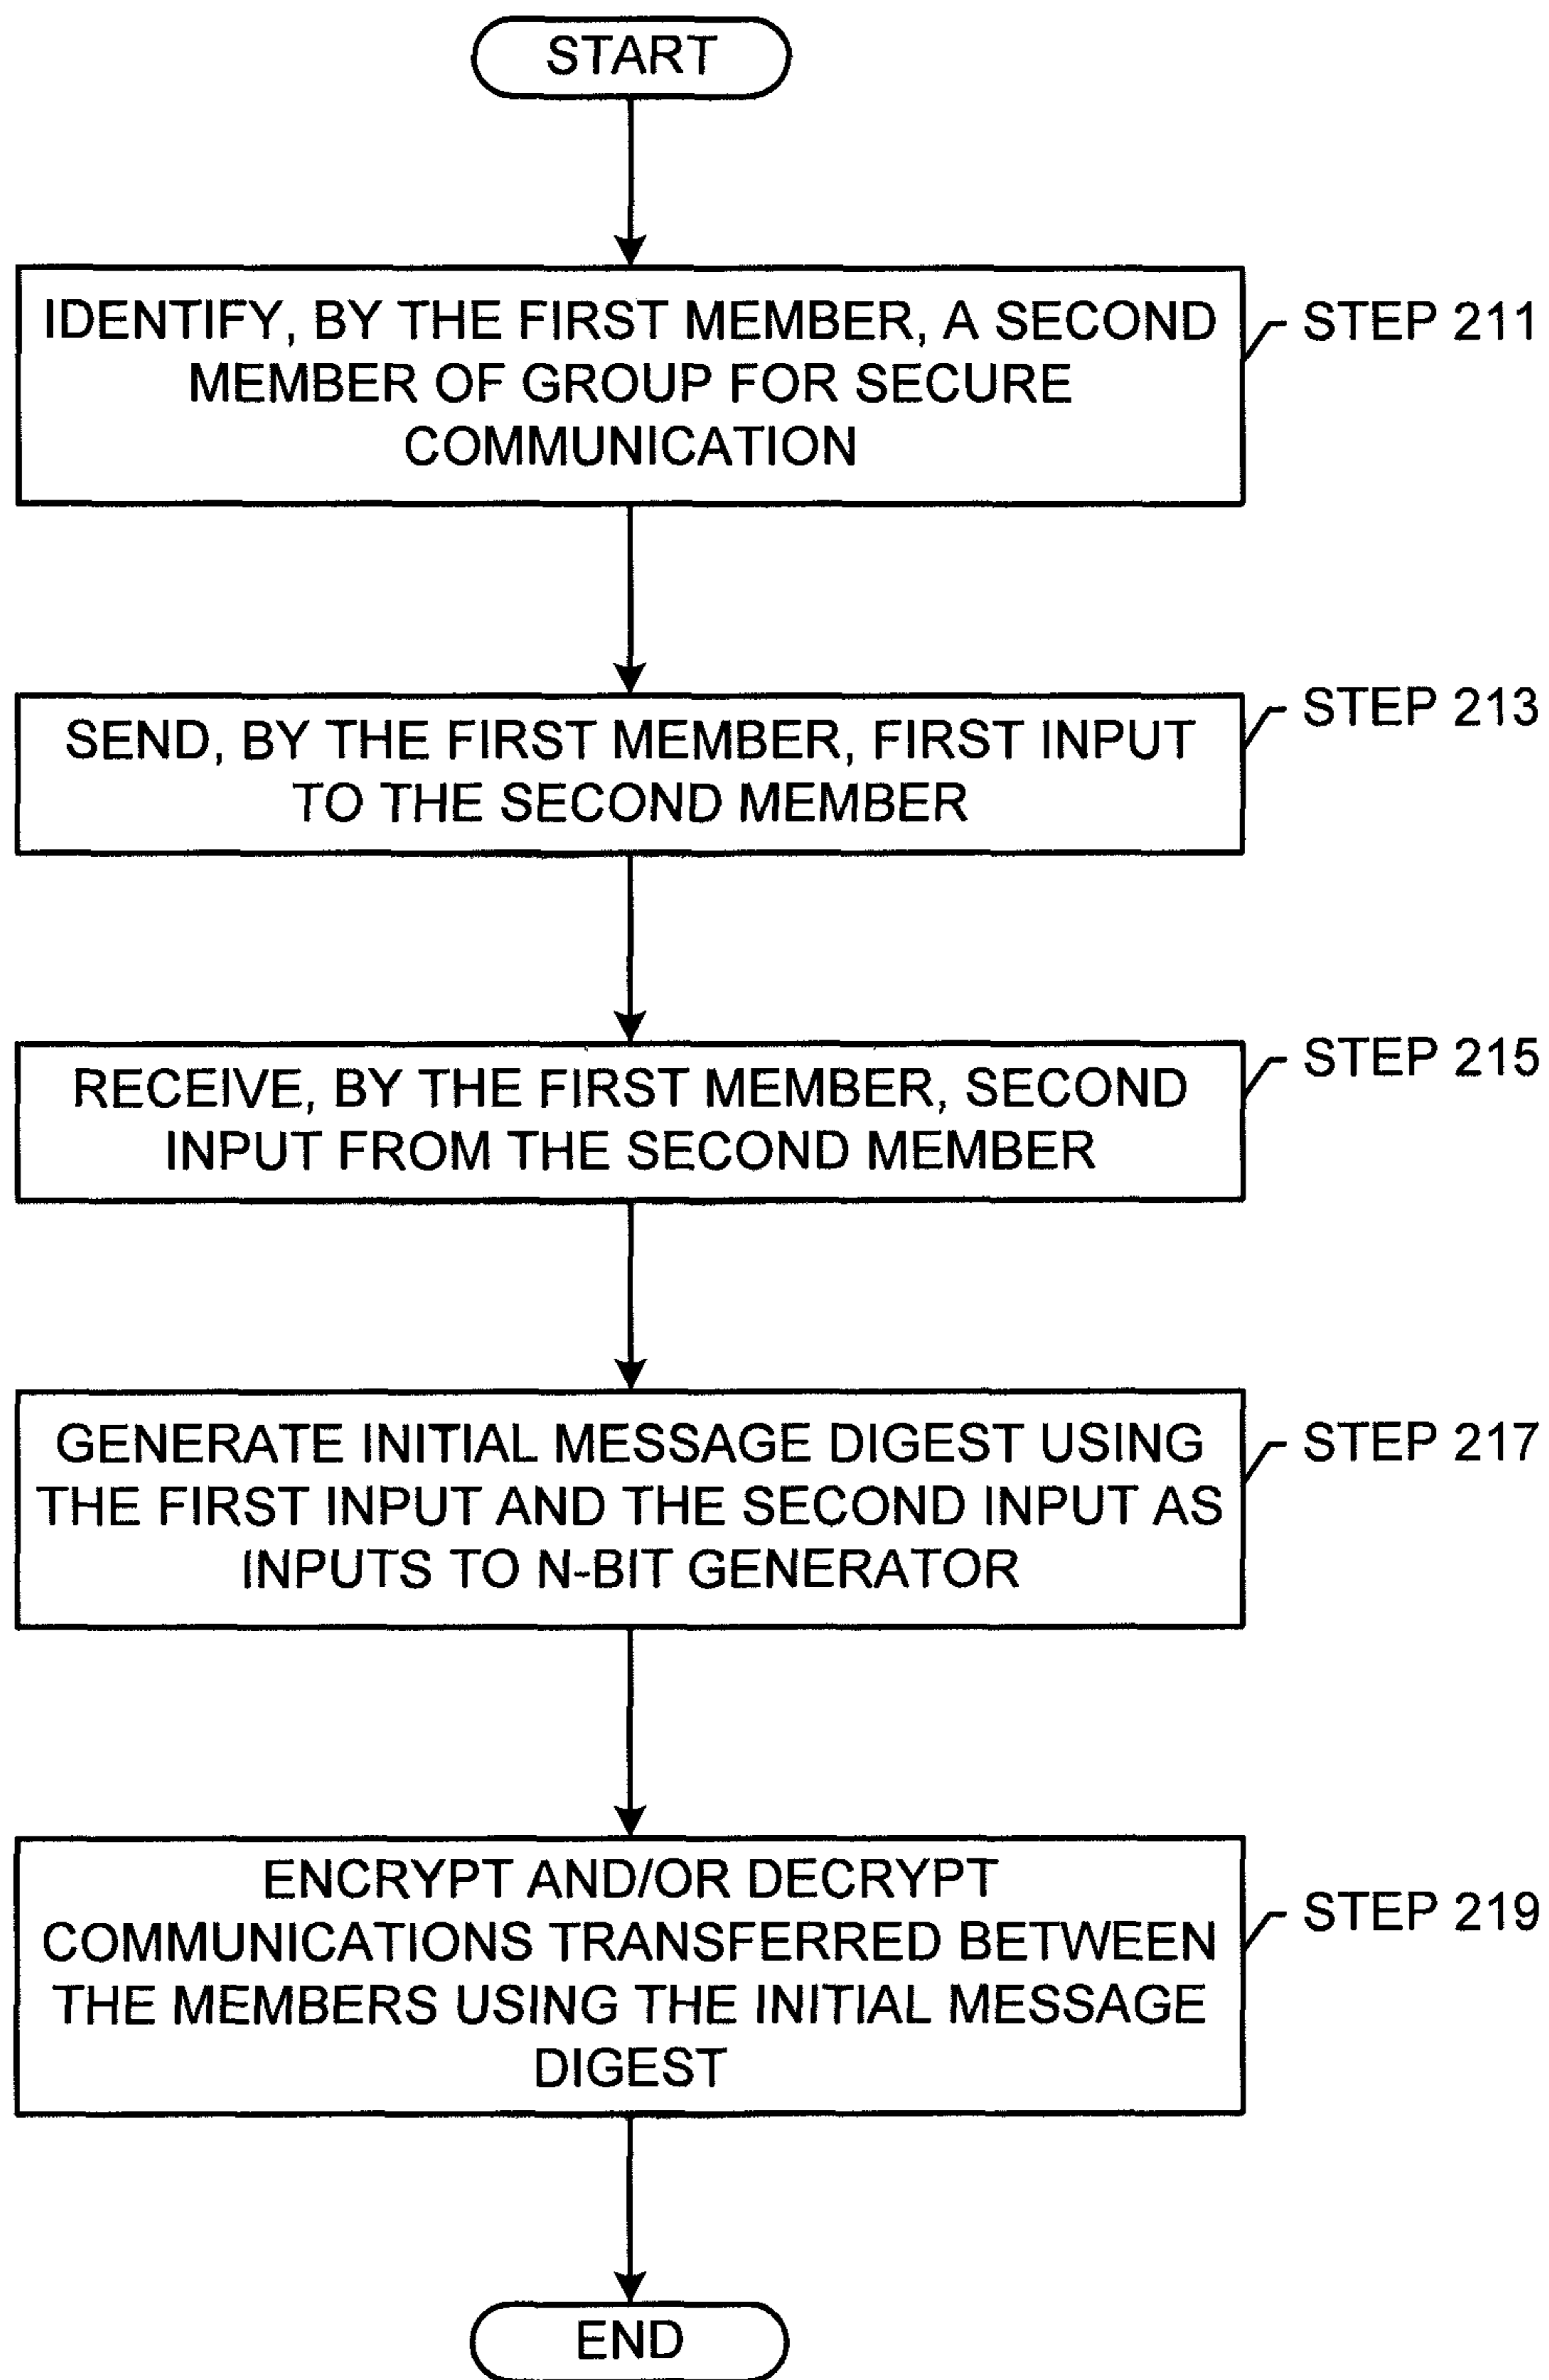 START
IDENTIFY, BY THE FIRST MEMBER, A SECOND
MEMBER OF GROUP FOR SECURE
COMMUNICATION
STEP 211
SEND, BY THE FIRST MEMBER, FIRST INPUT
TO THE SECOND MEMBER
STEP 213
RECEIVE, BY THE FIRST MEMBER, SECOND
INPUT FROM THE SECOND MEMBER
STEP 215
GENERATE INITIAL MESSAGE DIGEST USING
THE FIRST INPUT AND THE SECOND INPUT AS
INPUTS TO N-BIT GENERATOR
STEP 217
ENCRYPT AND/OR DECRYPT
COMMUNICATIONS TRANSFERRED BETWEEN
THE MEMBERS USING THE INITIAL MESSAGE
DIGEST
STEP 219
END